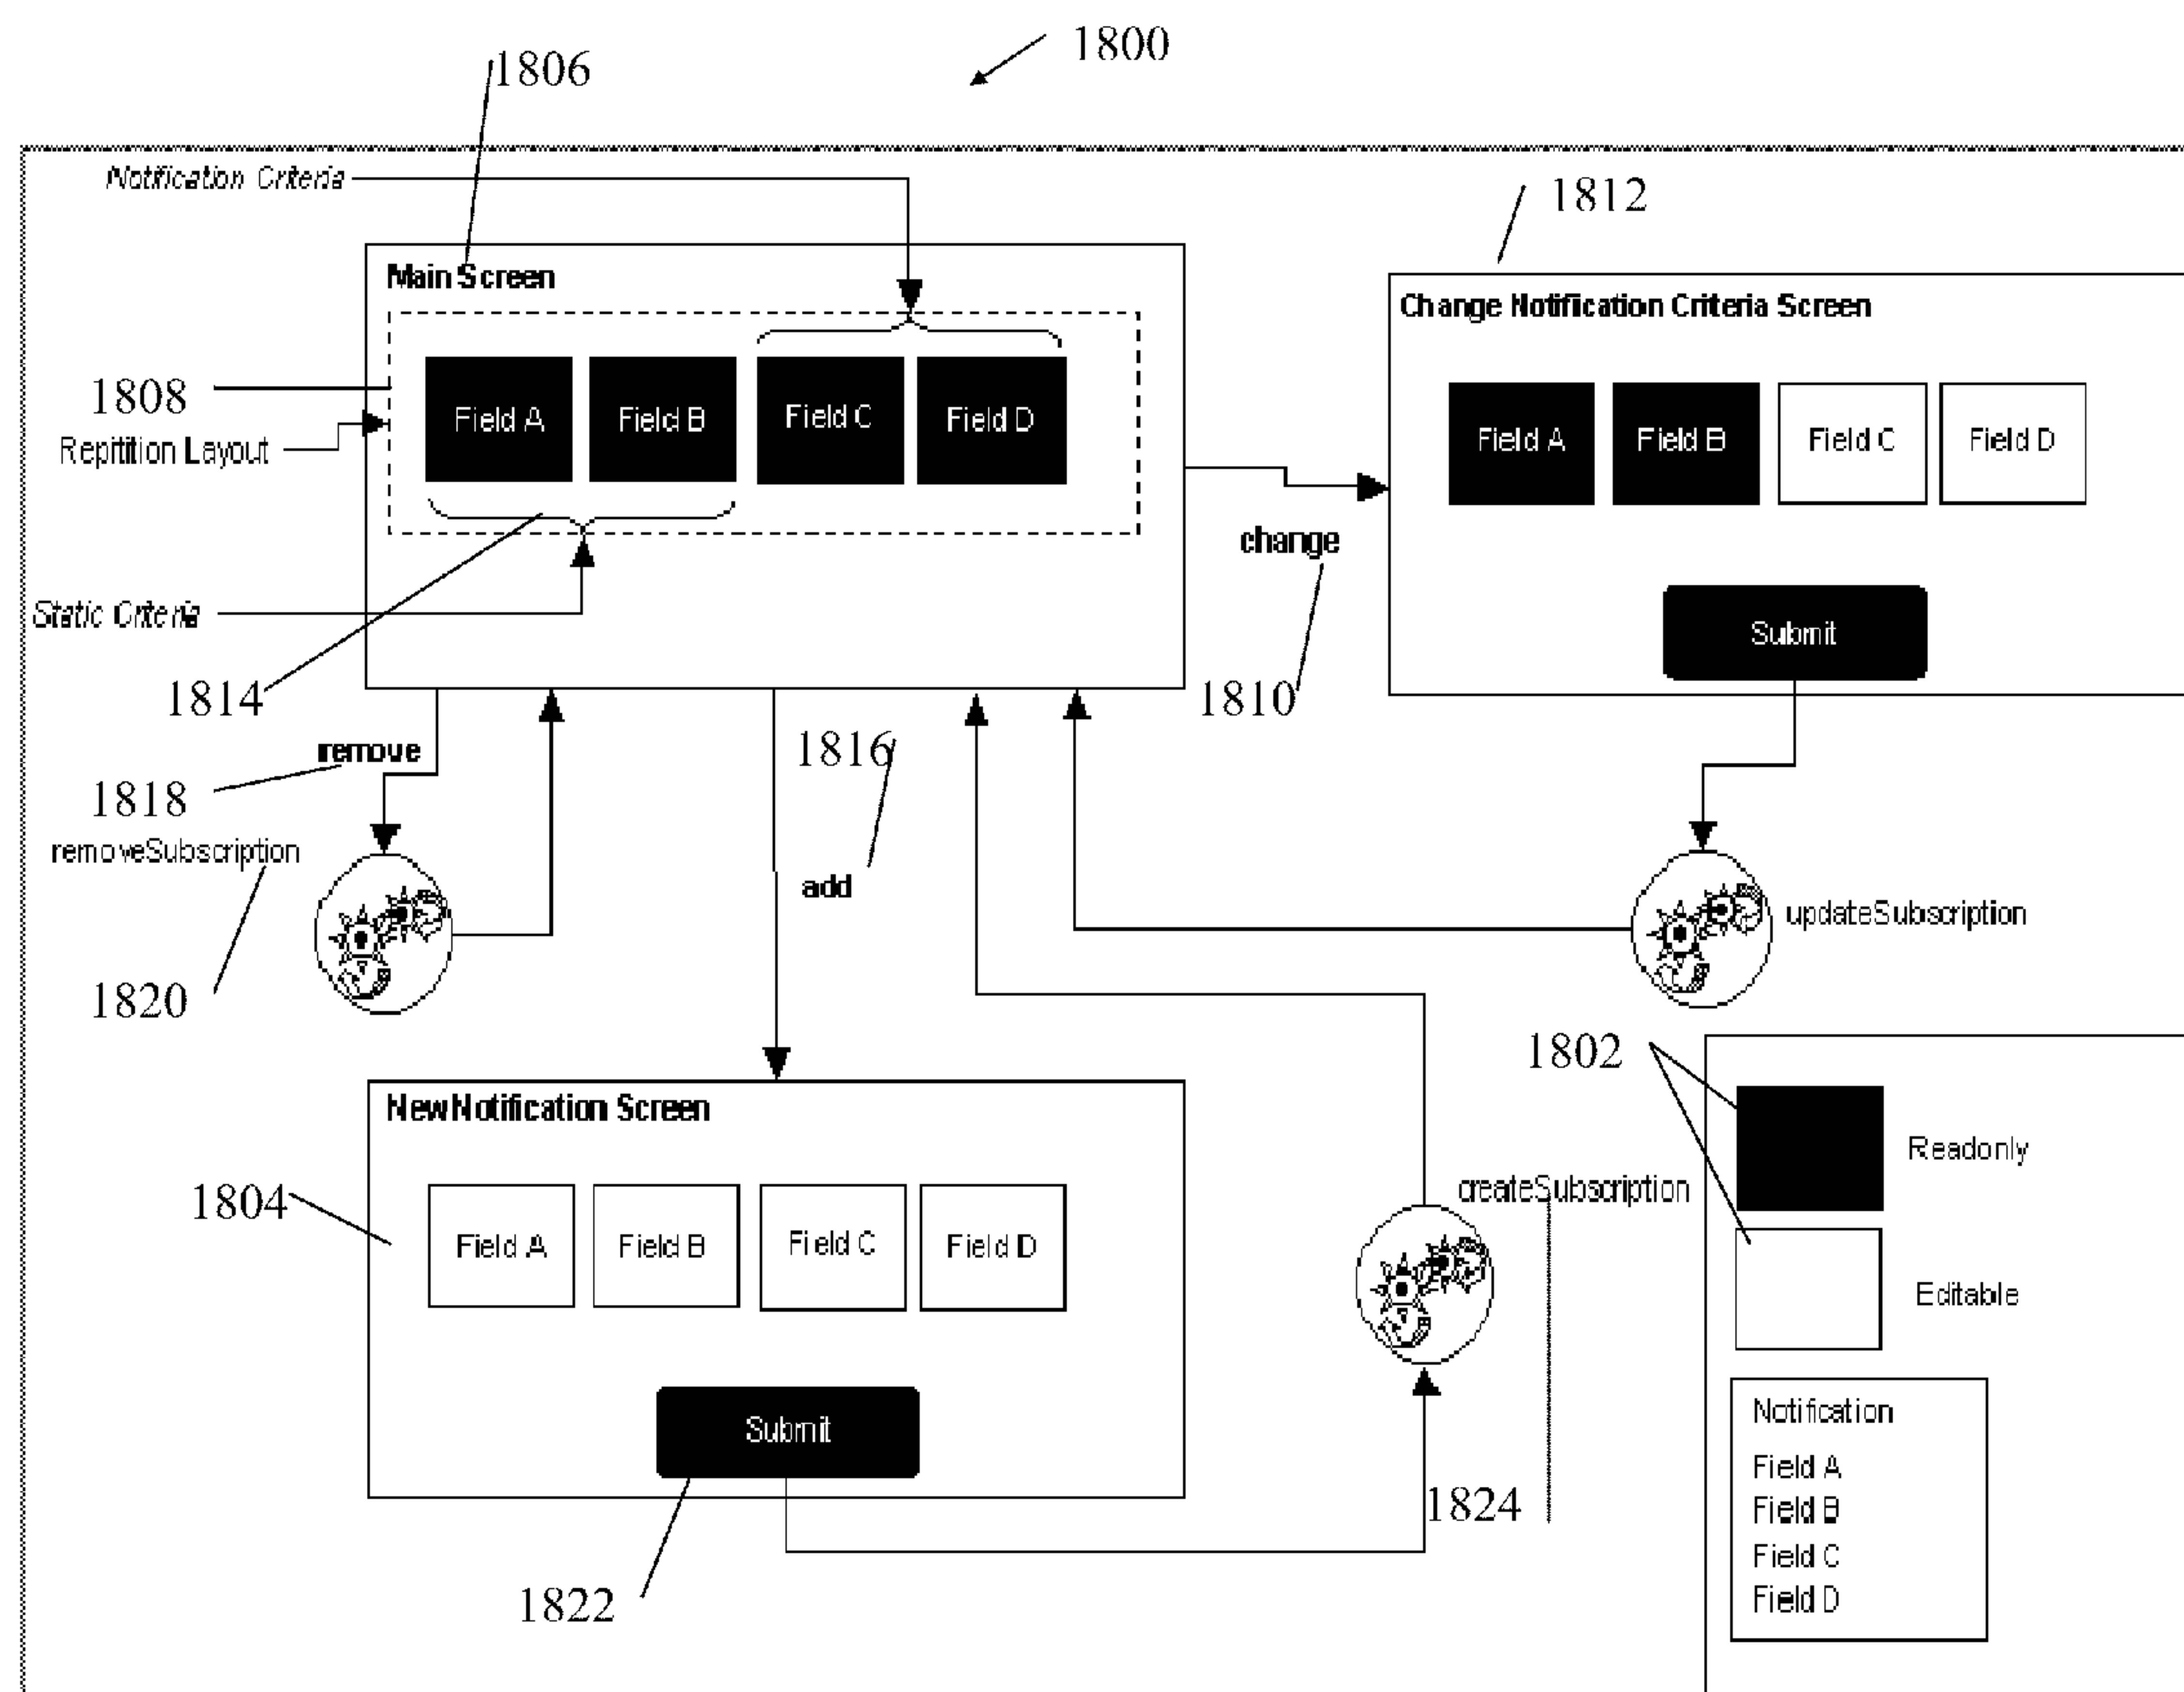 1800
1806
Notification Criteria
1812
Main Screen
Change Notification Criteria Screen
1808
Field A
Field B
Field C
Field D
Field A
Field B
Field C
Field D
Repitition Layout
change
Static Criteria
Submit
1814
1810
remove
1816
1818
removeSubscription
add
updateSubscription
1820
1802
New Notification Screen
Readonly
1804
createSubscription
Field A
Field B
Field C
Field D
Editable
Submit
Notification
Field A
Field B
Field C
Field D
1824
1822